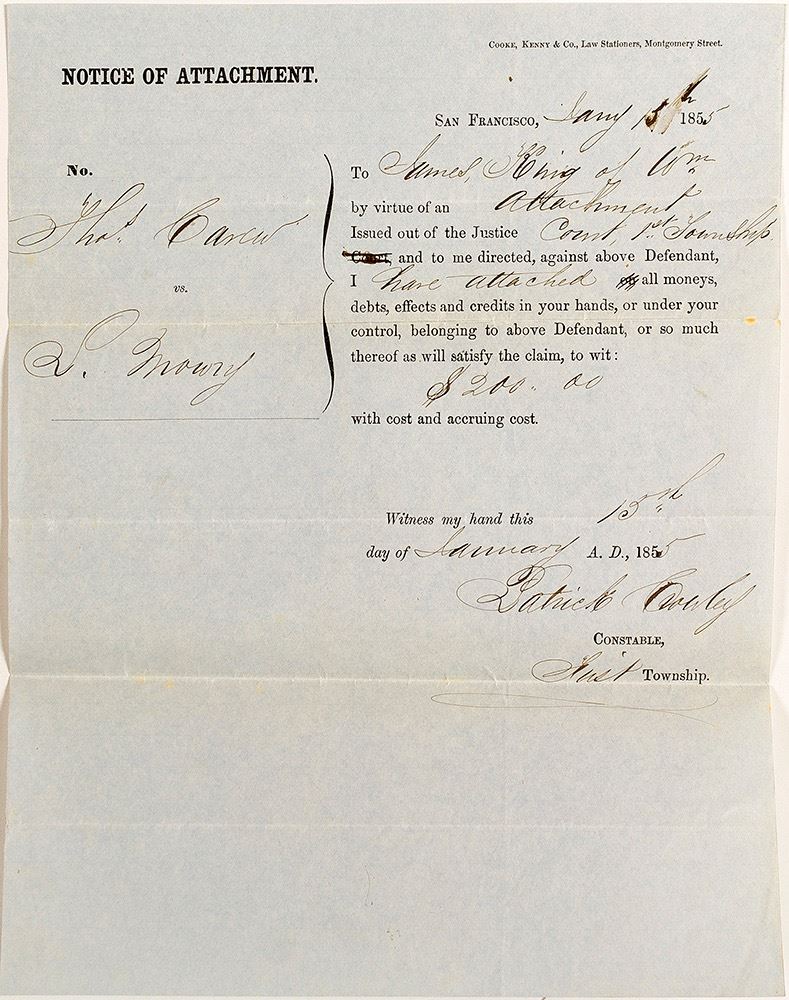 COOKE, KENNY & Co., Law Stationers, Montgomery Street.
NOTICE OF ATTACHMENT.
SAN FRANCISCO, Jany 15th 1855
No.
Thos. Carew
vs.
L. Mowry
To James King of Wm
by virtue of an Attachment
Issued out of the Justice Court, 1st Township
Court, and to me directed, against above Defendant,
I have attached all moneys,
debts, effects and credits in your hands, or under your
control, belonging to above Defendant, or so much
thereof as will satisfy the claim, to wit:
$200.00
with cost and accruing cost.
Witness my hand this 15th
day of January A. D., 1855
Patrick Crowley
CONSTABLE,
First Township.